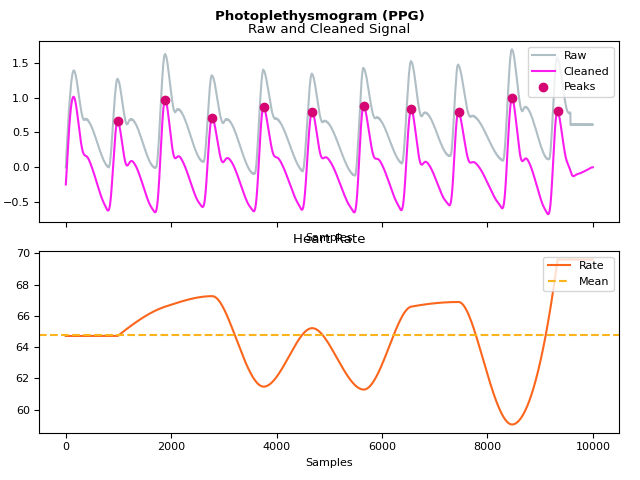 Photoplethysmogram (PPG)
Raw and Cleaned Signal
Raw
Cleaned
Peaks
1.5
1.0
0.5
0.0
−0.5
Samples
Heart Rate
Rate
Mean
70
68
66
64
62
60
0 2000 4000 6000 8000 10000
Samples